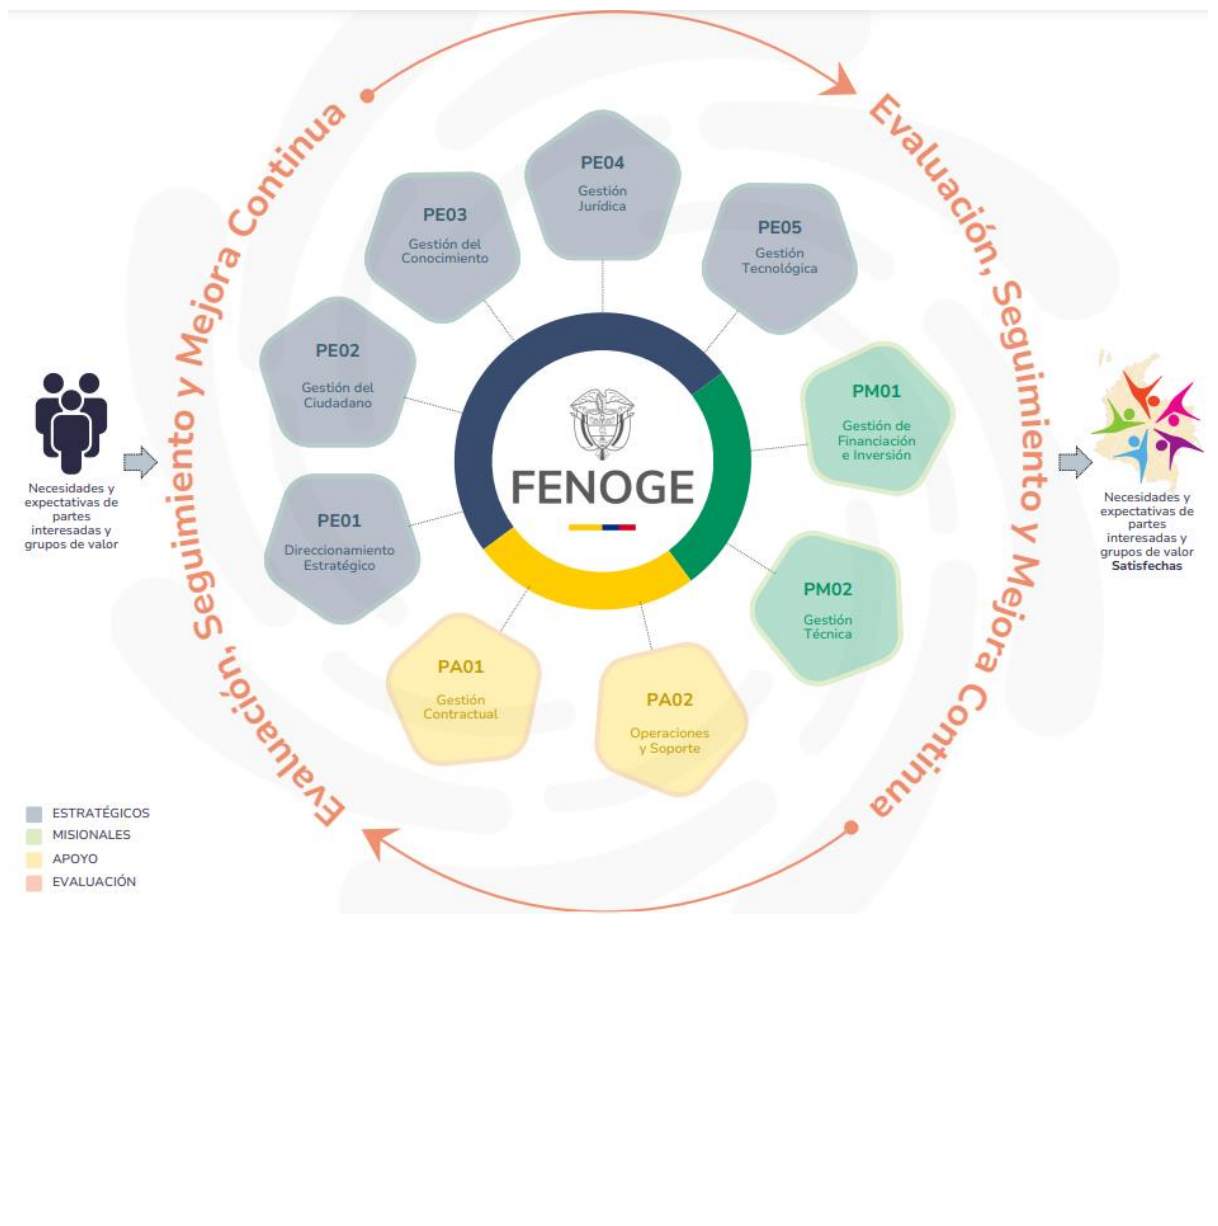 Evaluación, Seguimiento y Mejora Continua
Evaluación, Seguimiento y Mejora Continua
PE04
Gestión
Jurídica
PE03
Gestión del
Conocimiento
PE05
Gestión
Tecnológica
PE02
Gestión del
Ciudadano
PM01
Gestión de
Financiación
e Inversión
FENOGE
Necesidades y
expectativas de
partes
interesadas y
grupos de valor
Necesidades y
expectativas de
partes
interesadas y
grupos de valor
Satisfechas
PE01
Direccionamiento
Estratégico
PM02
Gestión
Técnica
PA01
Gestión
Contractual
PA02
Operaciones
y Soporte
ESTRATÉGICOS
MISIONALES
APOYO
EVALUACIÓN